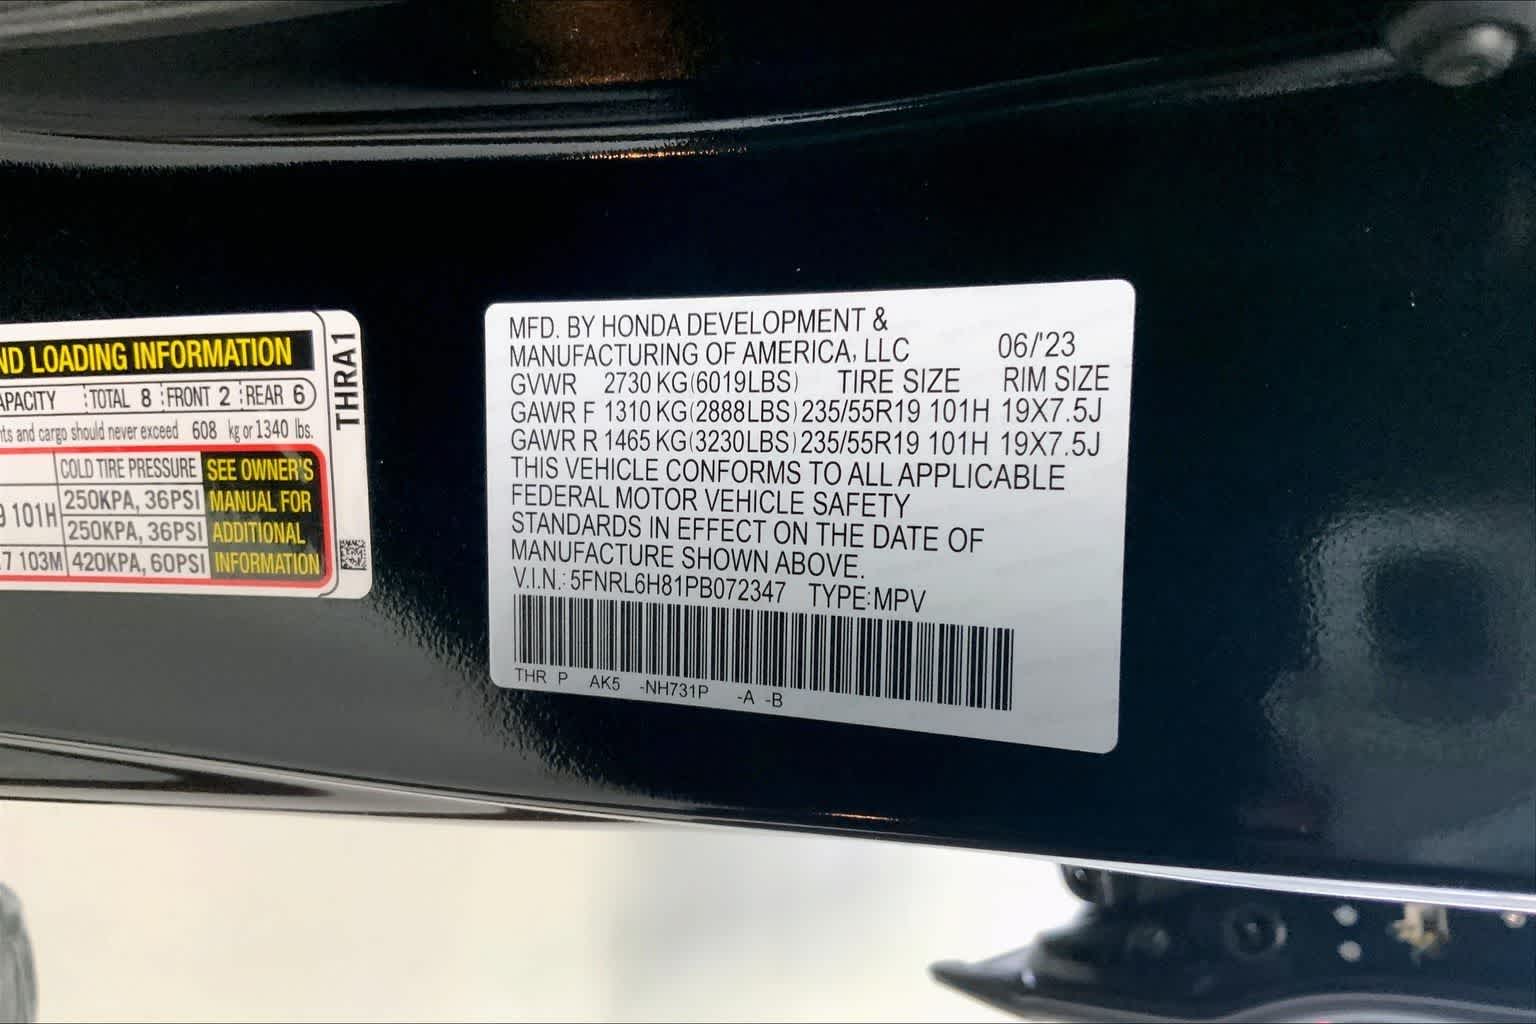 ND LOADING INFORMATION
APACITY TOTAL 8 FRONT 2 REAR 6
nts and cargo should never exceed 608 kg or 1340 lbs.
COLD TIRE PRESSURE
9 101H 250KPA, 36PSI
250KPA, 36PSI
7 103M 420KPA, 60PSI
SEE OWNER'S
MANUAL FOR
ADDITIONAL
INFORMATION
THRA1
MFD. BY HONDA DEVELOPMENT &
MANUFACTURING OF AMERICA, LLC 06/'23
GVWR 2730 KG(6019LBS) TIRE SIZE RIM SIZE
GAWR F 1310 KG(2888LBS) 235/55R19 101H 19X7.5J
GAWR R 1465 KG(3230LBS) 235/55R19 101H 19X7.5J
THIS VEHICLE CONFORMS TO ALL APPLICABLE
FEDERAL MOTOR VEHICLE SAFETY
STANDARDS IN EFFECT ON THE DATE OF
MANUFACTURE SHOWN ABOVE.
V.I.N.: 5FNRL6H81PB072347 TYPE:MPV
THR P AK5 -NH731P -A -B